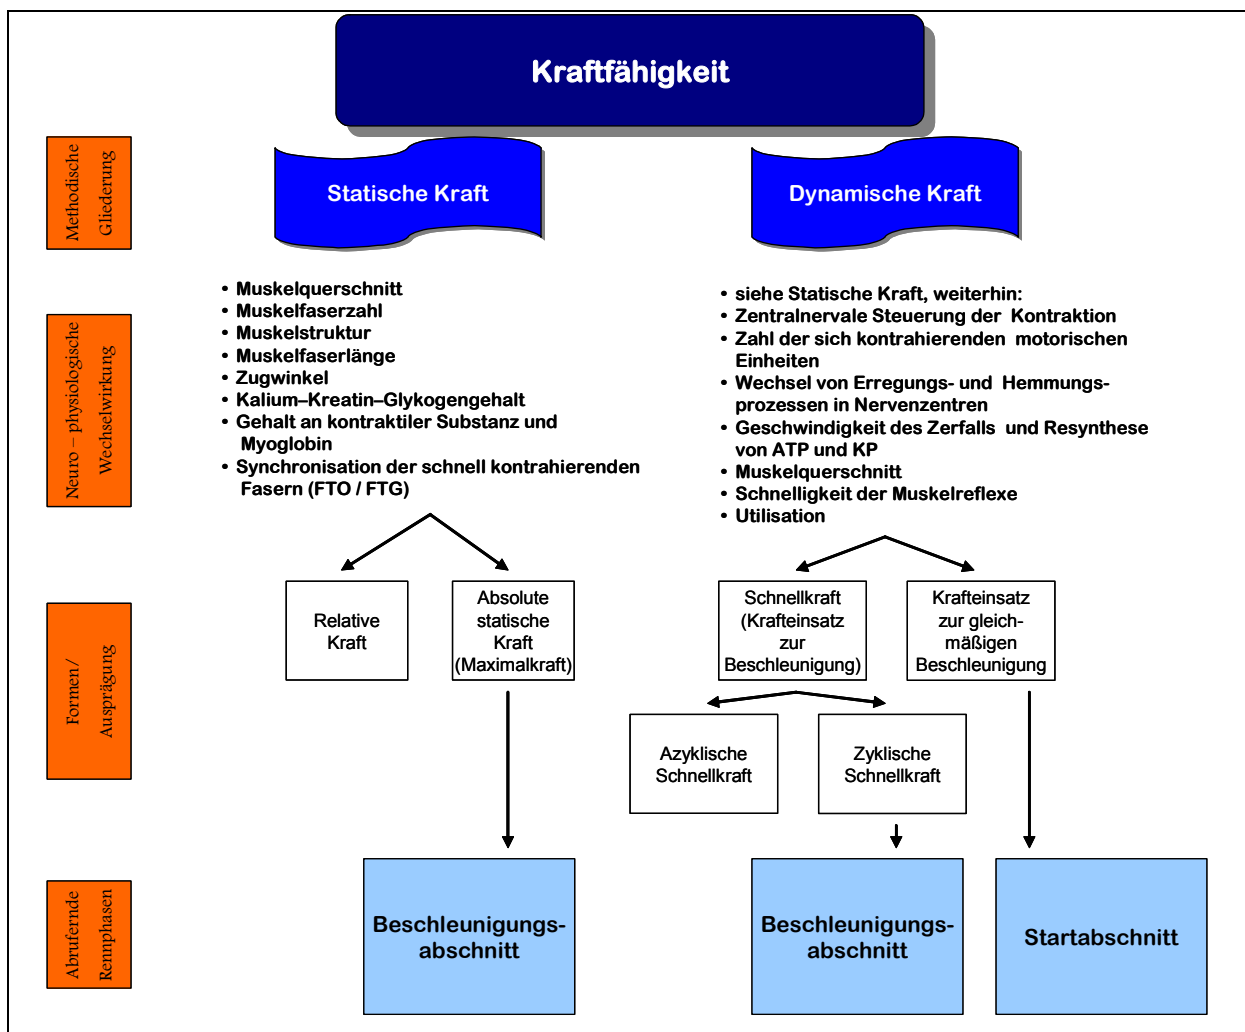 Kraftfähigkeit
Methodische
Gliederung
Statische Kraft
Dynamische Kraft
Neuro – physiologische
Wechselwirkung
• Muskelquerschnitt
• Muskelfaserzahl
• Muskelstruktur
• Muskelfaserlänge
• Zugwinkel
• Kalium–Kreatin–Glykogengehalt
• Gehalt an kontraktiler Substanz und
Myoglobin
• Synchronisation der schnell kontrahierenden
Fasern (FTO / FTG)
• siehe Statische Kraft, weiterhin:
• Zentralnervale Steuerung der Kontraktion
• Zahl der sich kontrahierenden motorischen
Einheiten
• Wechsel von Erregungs- und Hemmungs-
prozessen in Nervenzentren
• Geschwindigkeit des Zerfalls und Resynthese
von ATP und KP
• Muskelquerschnitt
• Schnelligkeit der Muskelreflexe
• Utilisation
Formen/
Ausprägung
Relative
Kraft
Absolute
statische
Kraft
(Maximalkraft)
Schnellkraft
(Krafteinsatz
zur
Beschleunigung)
Krafteinsatz
zur gleich-
mäßigen
Beschleunigung
Azyklische
Schnellkraft
Zyklische
Schnellkraft
Abrufernde
Rennphasen
Beschleunigungs-
abschnitt
Beschleunigungs-
abschnitt
Startabschnitt